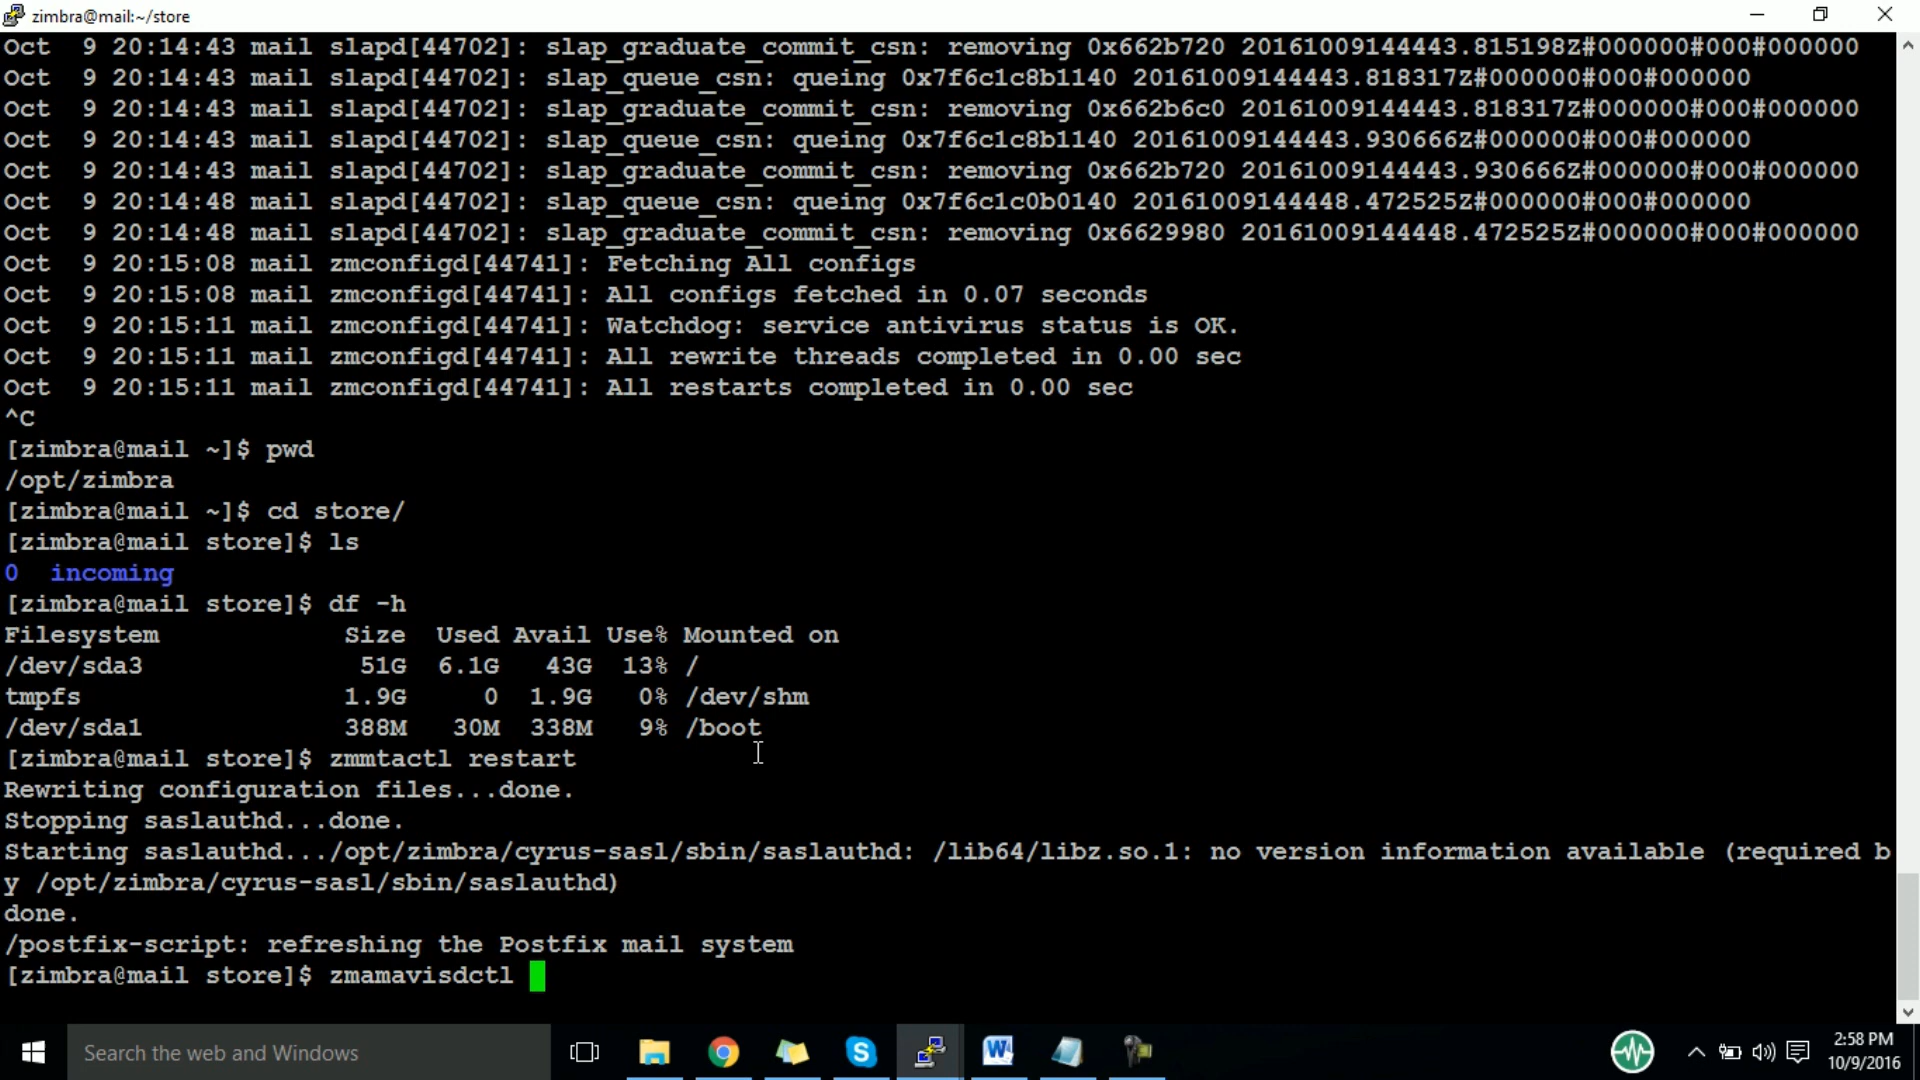 zimbra@mail:~/store
Oct  9 20:14:43 mail slapd[44702]: slap_graduate_commit_csn: removing 0x662b720 20161009144443.815198Z#000000#000#000000
Oct  9 20:14:43 mail slapd[44702]: slap_queue_csn: queing 0x7f6c1c8b1140 20161009144443.818317Z#000000#000#000000
Oct  9 20:14:43 mail slapd[44702]: slap_graduate_commit_csn: removing 0x662b6c0 20161009144443.818317Z#000000#000#000000
Oct  9 20:14:43 mail slapd[44702]: slap_queue_csn: queing 0x7f6c1c8b1140 20161009144443.930666Z#000000#000#000000
Oct  9 20:14:43 mail slapd[44702]: slap_graduate_commit_csn: removing 0x662b720 20161009144443.930666Z#000000#000#000000
Oct  9 20:14:48 mail slapd[44702]: slap_queue_csn: queing 0x7f6c1c0b0140 20161009144448.472525Z#000000#000#000000
Oct  9 20:14:48 mail slapd[44702]: slap_graduate_commit_csn: removing 0x6629980 20161009144448.472525Z#000000#000#000000
Oct  9 20:15:08 mail zmconfigd[44741]: Fetching All configs
Oct  9 20:15:08 mail zmconfigd[44741]: All configs fetched in 0.07 seconds
Oct  9 20:15:11 mail zmconfigd[44741]: Watchdog: service antivirus status is OK.
Oct  9 20:15:11 mail zmconfigd[44741]: All rewrite threads completed in 0.00 sec
Oct  9 20:15:11 mail zmconfigd[44741]: All restarts completed in 0.00 sec
^C
[zimbra@mail ~]$ pwd
/opt/zimbra
[zimbra@mail ~]$ cd store/
[zimbra@mail store]$ ls
0  incoming
[zimbra@mail store]$ df -h
Filesystem            Size  Used Avail Use% Mounted on
/dev/sda3              51G  6.1G   43G  13% /
tmpfs                 1.9G     0  1.9G   0% /dev/shm
/dev/sda1             388M   30M  338M   9% /boot
[zimbra@mail store]$ zmmtactl restart
Rewriting configuration files...done.
Stopping saslauthd...done.
Starting saslauthd.../opt/zimbra/cyrus-sasl/sbin/saslauthd: /lib64/libz.so.1: no version information available (required b
y /opt/zimbra/cyrus-sasl/sbin/saslauthd)
done.
/postfix-script: refreshing the Postfix mail system
[zimbra@mail store]$ zmamavisdctl
Search the web and Windows
2:58 PM
10/9/2016